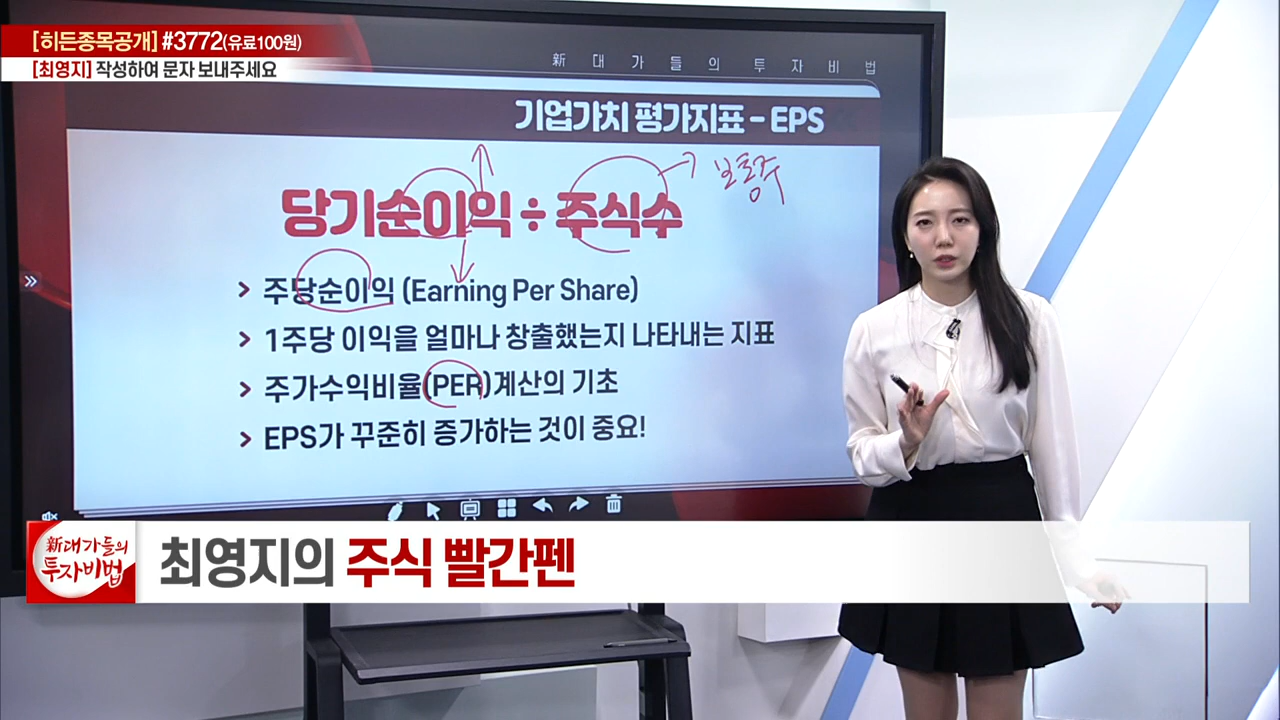 [히든종목공개] #3772(유료100원)
[최영지] 작성하여 문자 보내주세요
新대가들의 투자비법
기업가치 평가지표 - EPS
보통주
당기순이익 ÷ 주식수
주당순이익 (Earning Per Share)
1주당 이익을 얼마나 창출했는지 나타내는 지표
주가수익비율(PER)계산의 기초
EPS가 꾸준히 증가하는 것이 중요!
新대가들의
투자비법
최영지의 주식 빨간펜